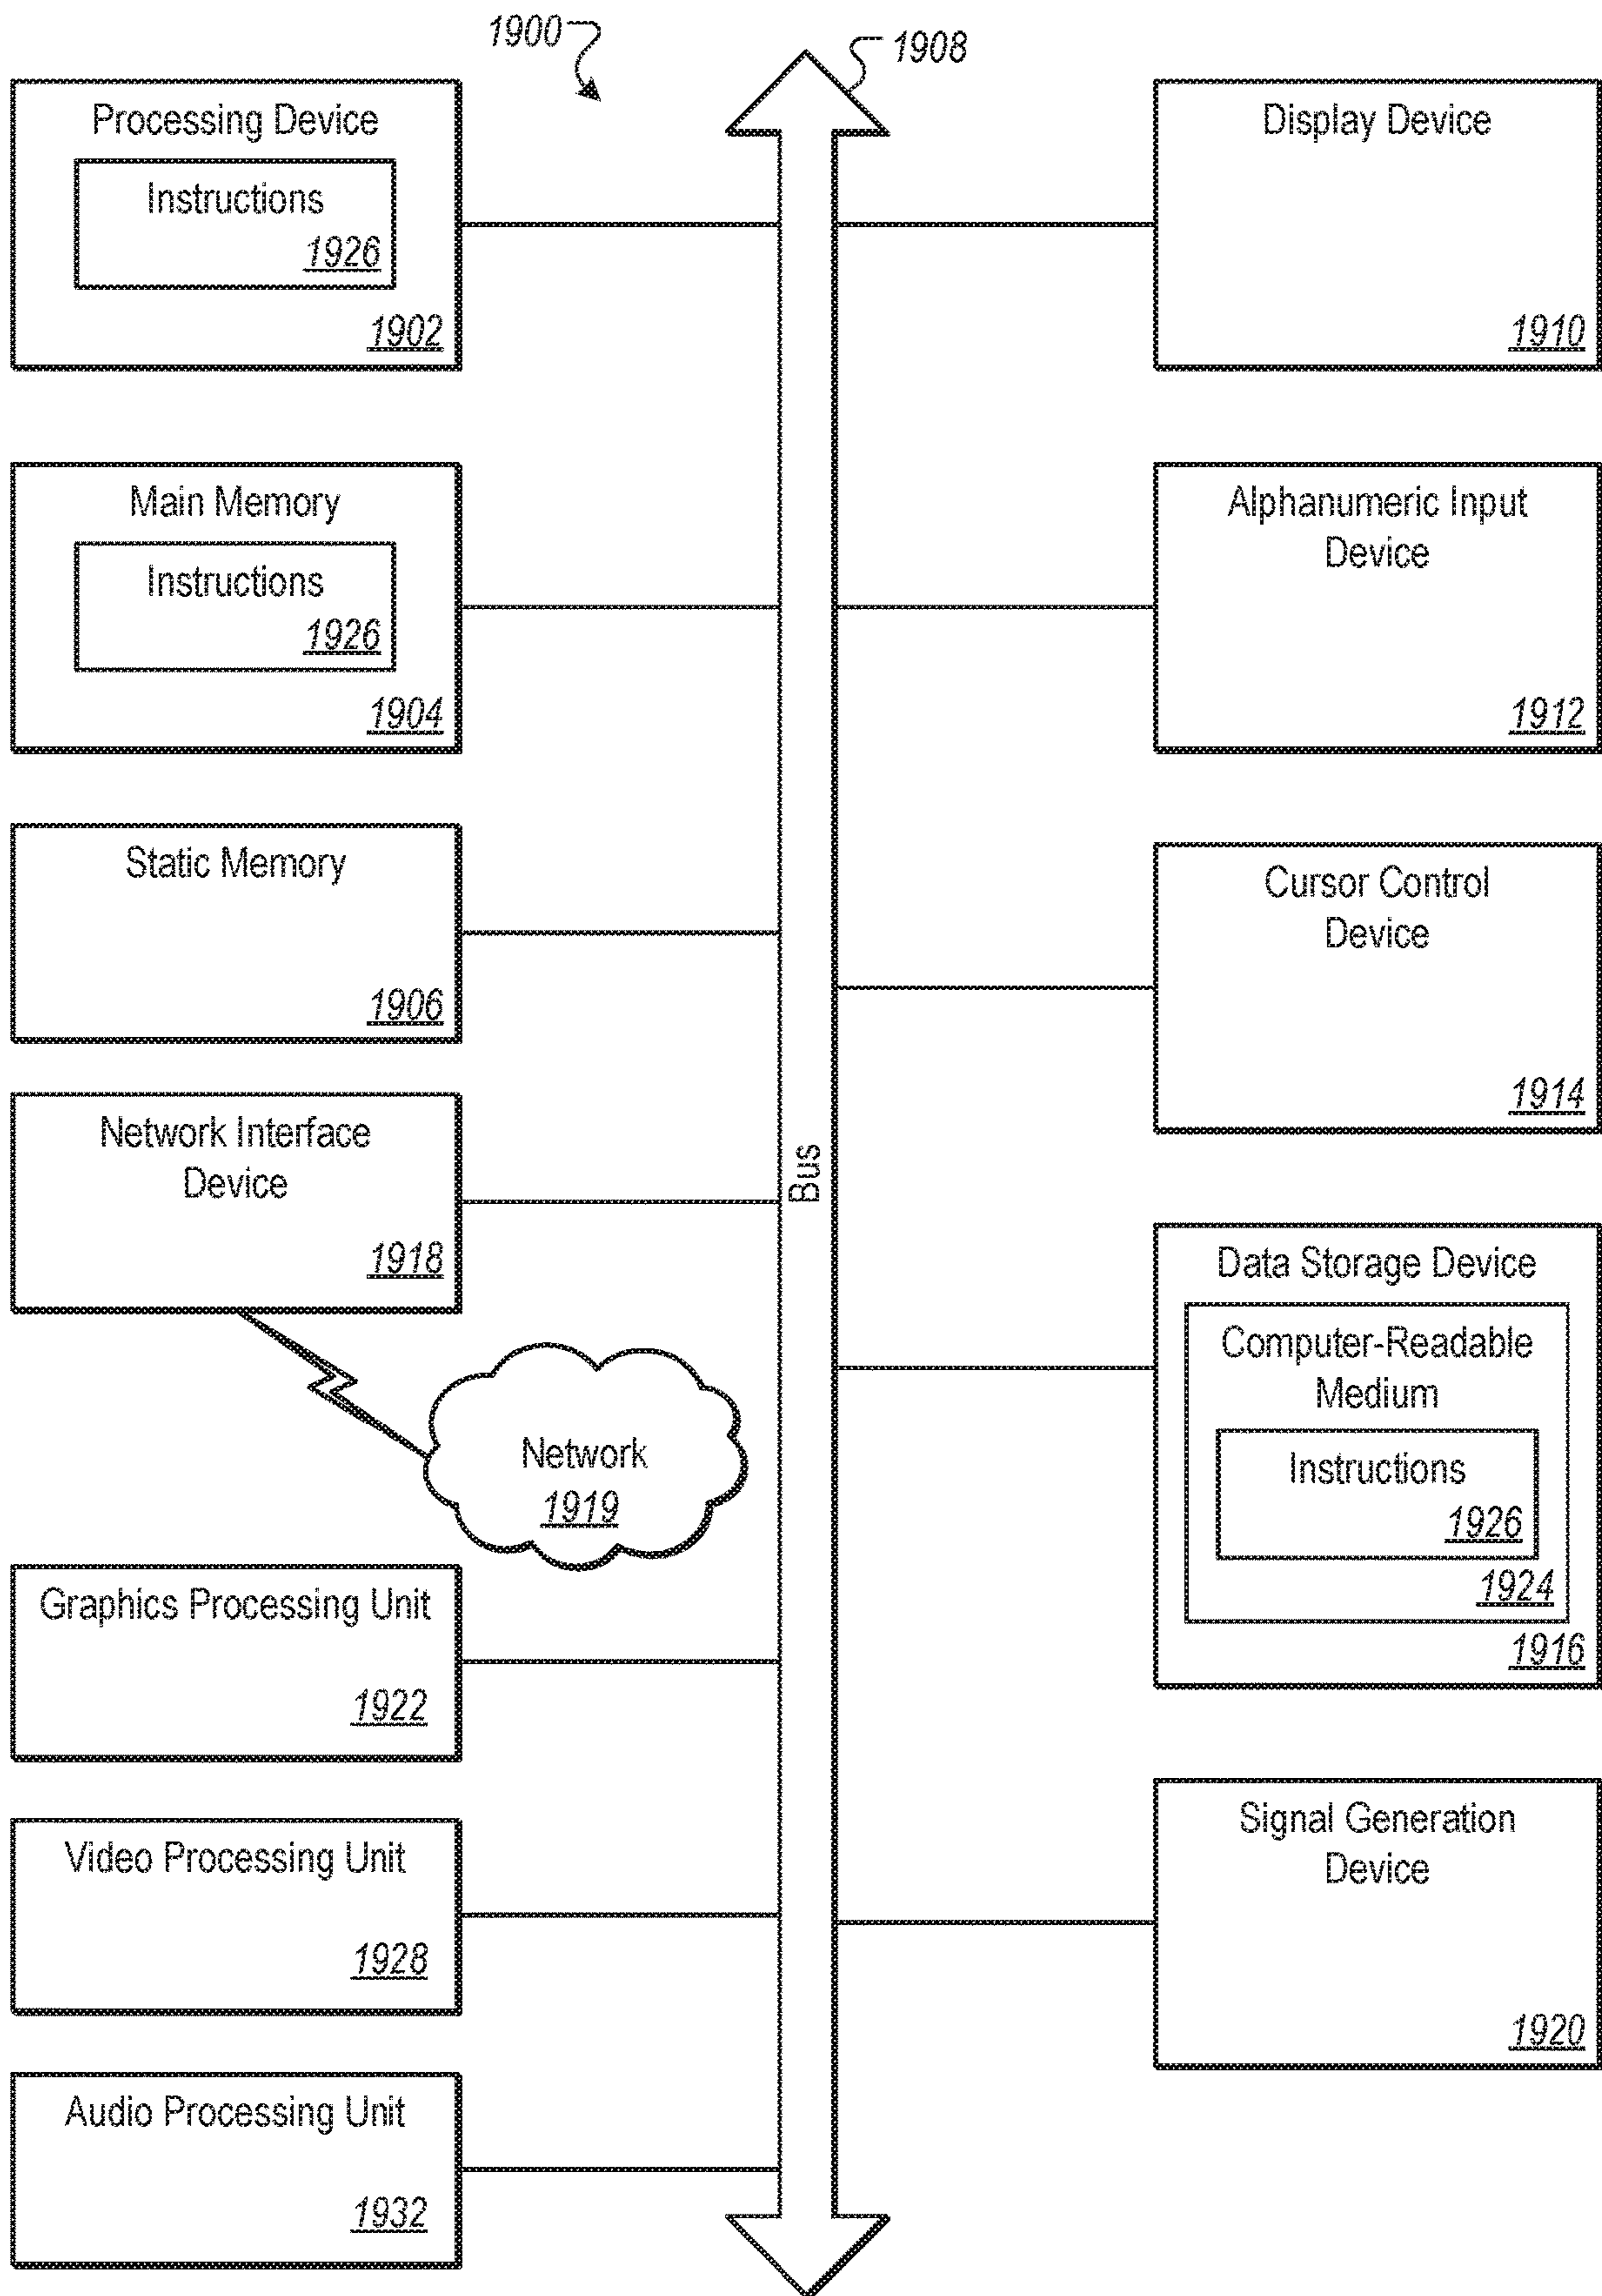 1900
1908
Processing Device
Instructions
1926
1902
Main Memory
Instructions
1926
1904
Static Memory
1906
Network Interface
Device
1918
Network
1919
Graphics Processing Unit
1922
Video Processing Unit
1928
Audio Processing Unit
1932
Bus
Display Device
1910
Alphanumeric Input
Device
1912
Cursor Control
Device
1914
Data Storage Device
Computer-Readable
Medium
Instructions
1926
1924
1916
Signal Generation
Device
1920